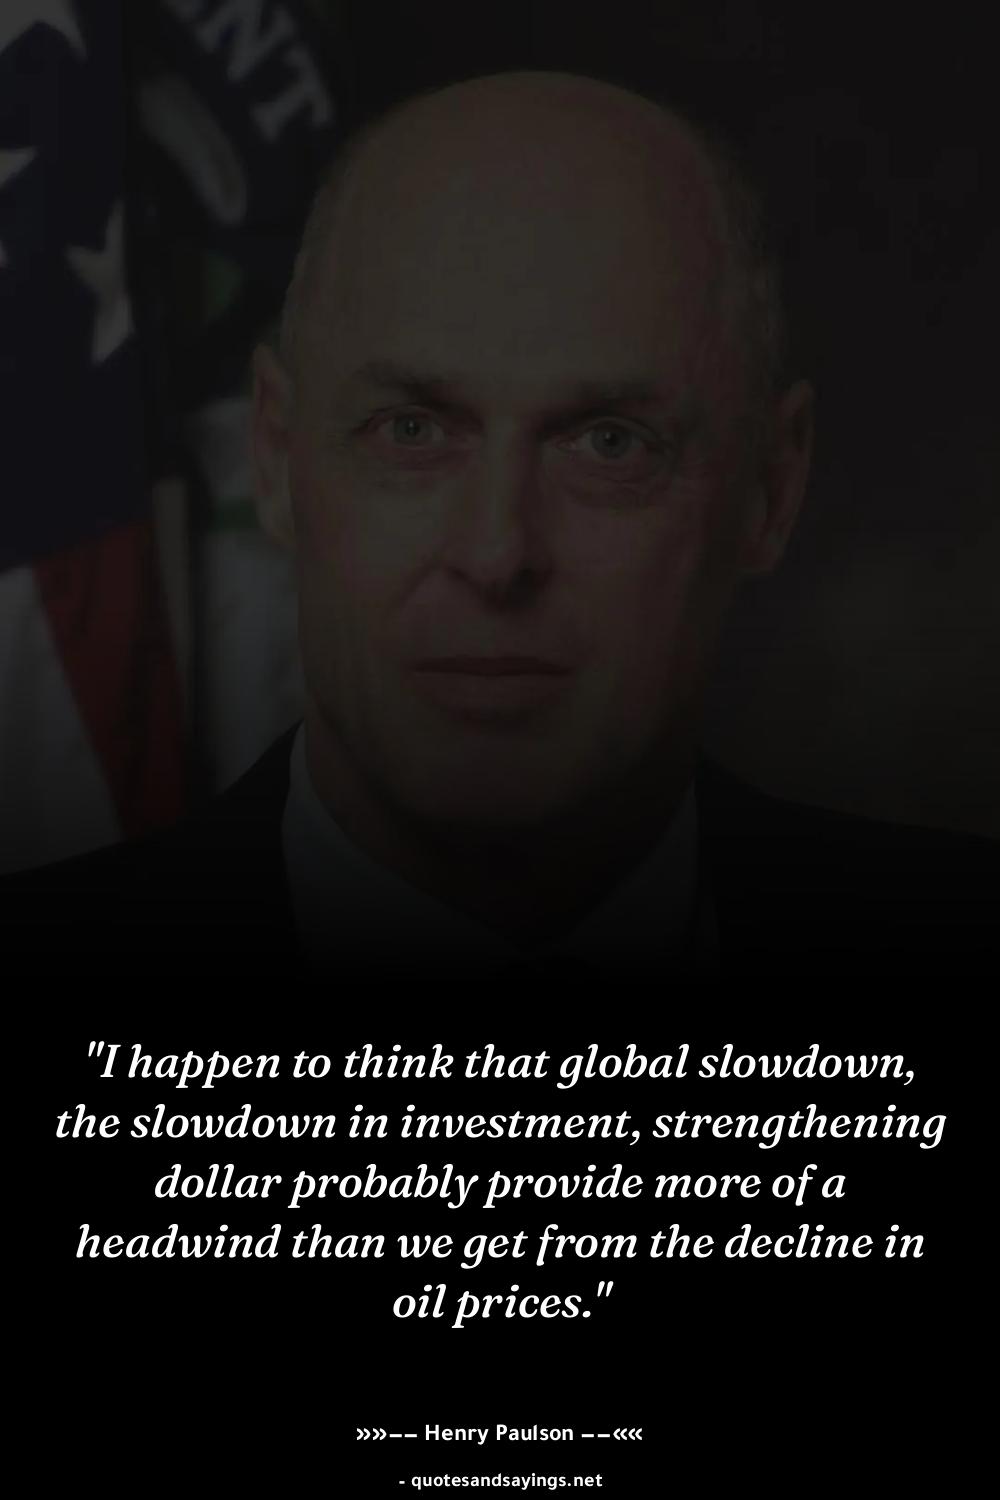 ENT
"I happen to think that global slowdown,
the slowdown in investment, strengthening
dollar probably provide more of a
headwind than we get from the decline in
oil prices."
»»–– Henry Paulson ––««
- quotesandsayings.net